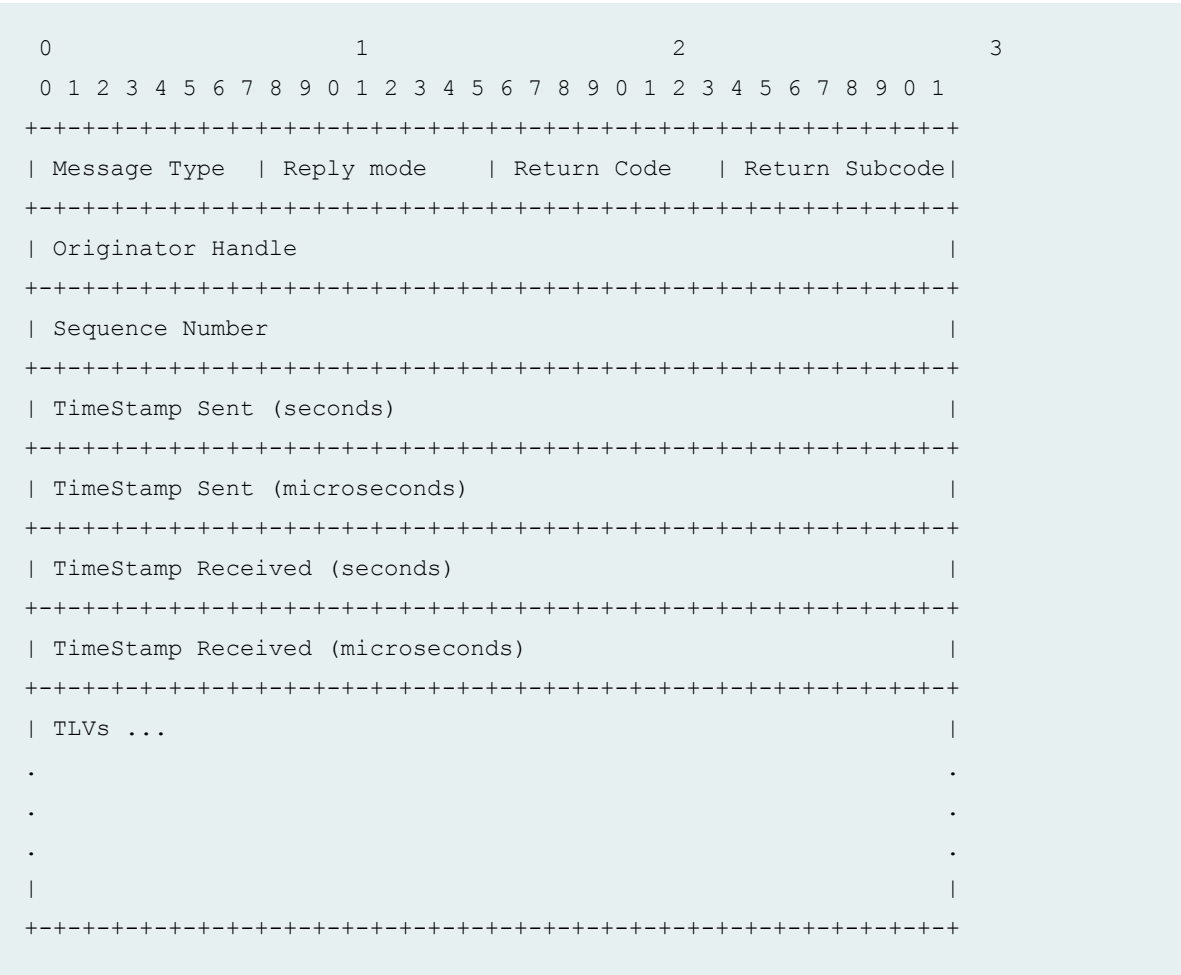 0                     1                     2                     3
 0 1 2 3 4 5 6 7 8 9 0 1 2 3 4 5 6 7 8 9 0 1 2 3 4 5 6 7 8 9 0 1
+-+-+-+-+-+-+-+-+-+-+-+-+-+-+-+-+-+-+-+-+-+-+-+-+-+-+-+-+-+-+-+-+
| Message Type  | Reply mode    | Return Code   | Return Subcode|
+-+-+-+-+-+-+-+-+-+-+-+-+-+-+-+-+-+-+-+-+-+-+-+-+-+-+-+-+-+-+-+-+
| Originator Handle                                             |
+-+-+-+-+-+-+-+-+-+-+-+-+-+-+-+-+-+-+-+-+-+-+-+-+-+-+-+-+-+-+-+-+
| Sequence Number                                               |
+-+-+-+-+-+-+-+-+-+-+-+-+-+-+-+-+-+-+-+-+-+-+-+-+-+-+-+-+-+-+-+-+
| TimeStamp Sent (seconds)                                      |
+-+-+-+-+-+-+-+-+-+-+-+-+-+-+-+-+-+-+-+-+-+-+-+-+-+-+-+-+-+-+-+-+
| TimeStamp Sent (microseconds)                                 |
+-+-+-+-+-+-+-+-+-+-+-+-+-+-+-+-+-+-+-+-+-+-+-+-+-+-+-+-+-+-+-+-+
| TimeStamp Received (seconds)                                  |
+-+-+-+-+-+-+-+-+-+-+-+-+-+-+-+-+-+-+-+-+-+-+-+-+-+-+-+-+-+-+-+-+
| TimeStamp Received (microseconds)                             |
+-+-+-+-+-+-+-+-+-+-+-+-+-+-+-+-+-+-+-+-+-+-+-+-+-+-+-+-+-+-+-+-+
| TLVs ...                                                      |
.                                                               .
.                                                               .
.                                                               .
|                                                               |
+-+-+-+-+-+-+-+-+-+-+-+-+-+-+-+-+-+-+-+-+-+-+-+-+-+-+-+-+-+-+-+-+